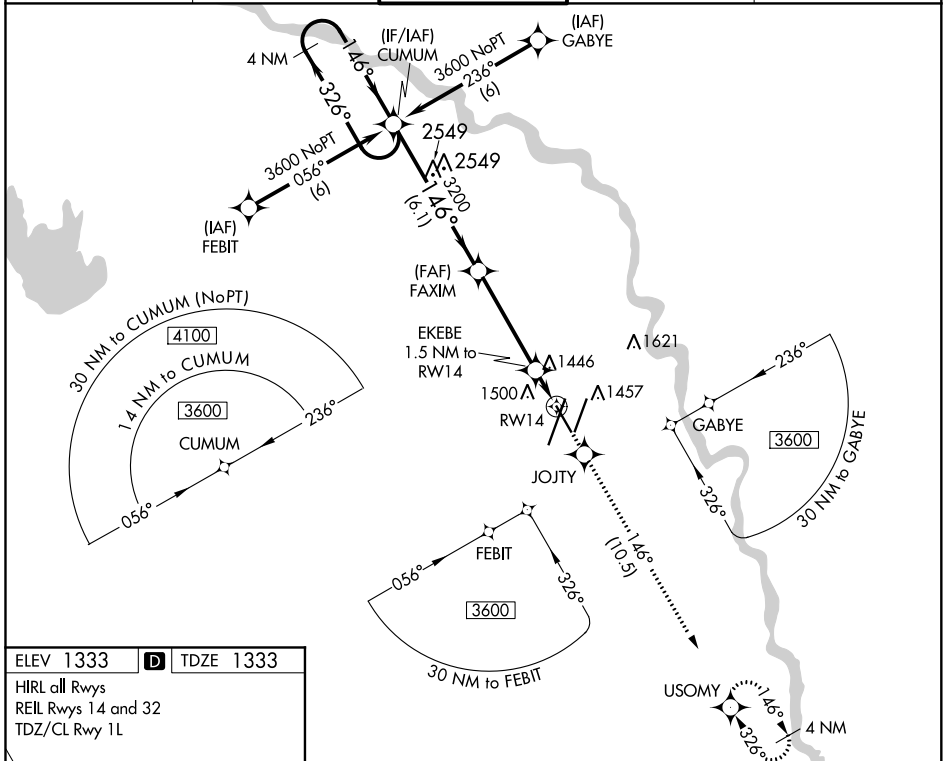 (IF/IAF)
CUMUM
(IAF)
GABYE
4 NM
146°
326°
3600 NoPT
236°
(6)
3600 NoPT
056°
(6)
2549
2549
3200
146°
(6.1)
(IAF)
FEBIT
(FAF)
FAXIM
EKEBE
1.5 NM to
RW14
1446
1621
1500
1457
RW14
JOJTY
30 NM to CUMUM (NoPT)
4100
14 NM to CUMUM
3600
CUMUM
236°
056°
236°
GABYE
3600
326°
30 NM to GABYE
056°
FEBIT
326°
3600
30 NM to FEBIT
146°
(10.5)
USOMY
146°
326°
4 NM
ELEV 1333 D TDZE 1333
HIRL all Rwys
REIL Rwys 14 and 32
TDZ/CL Rwy 1L